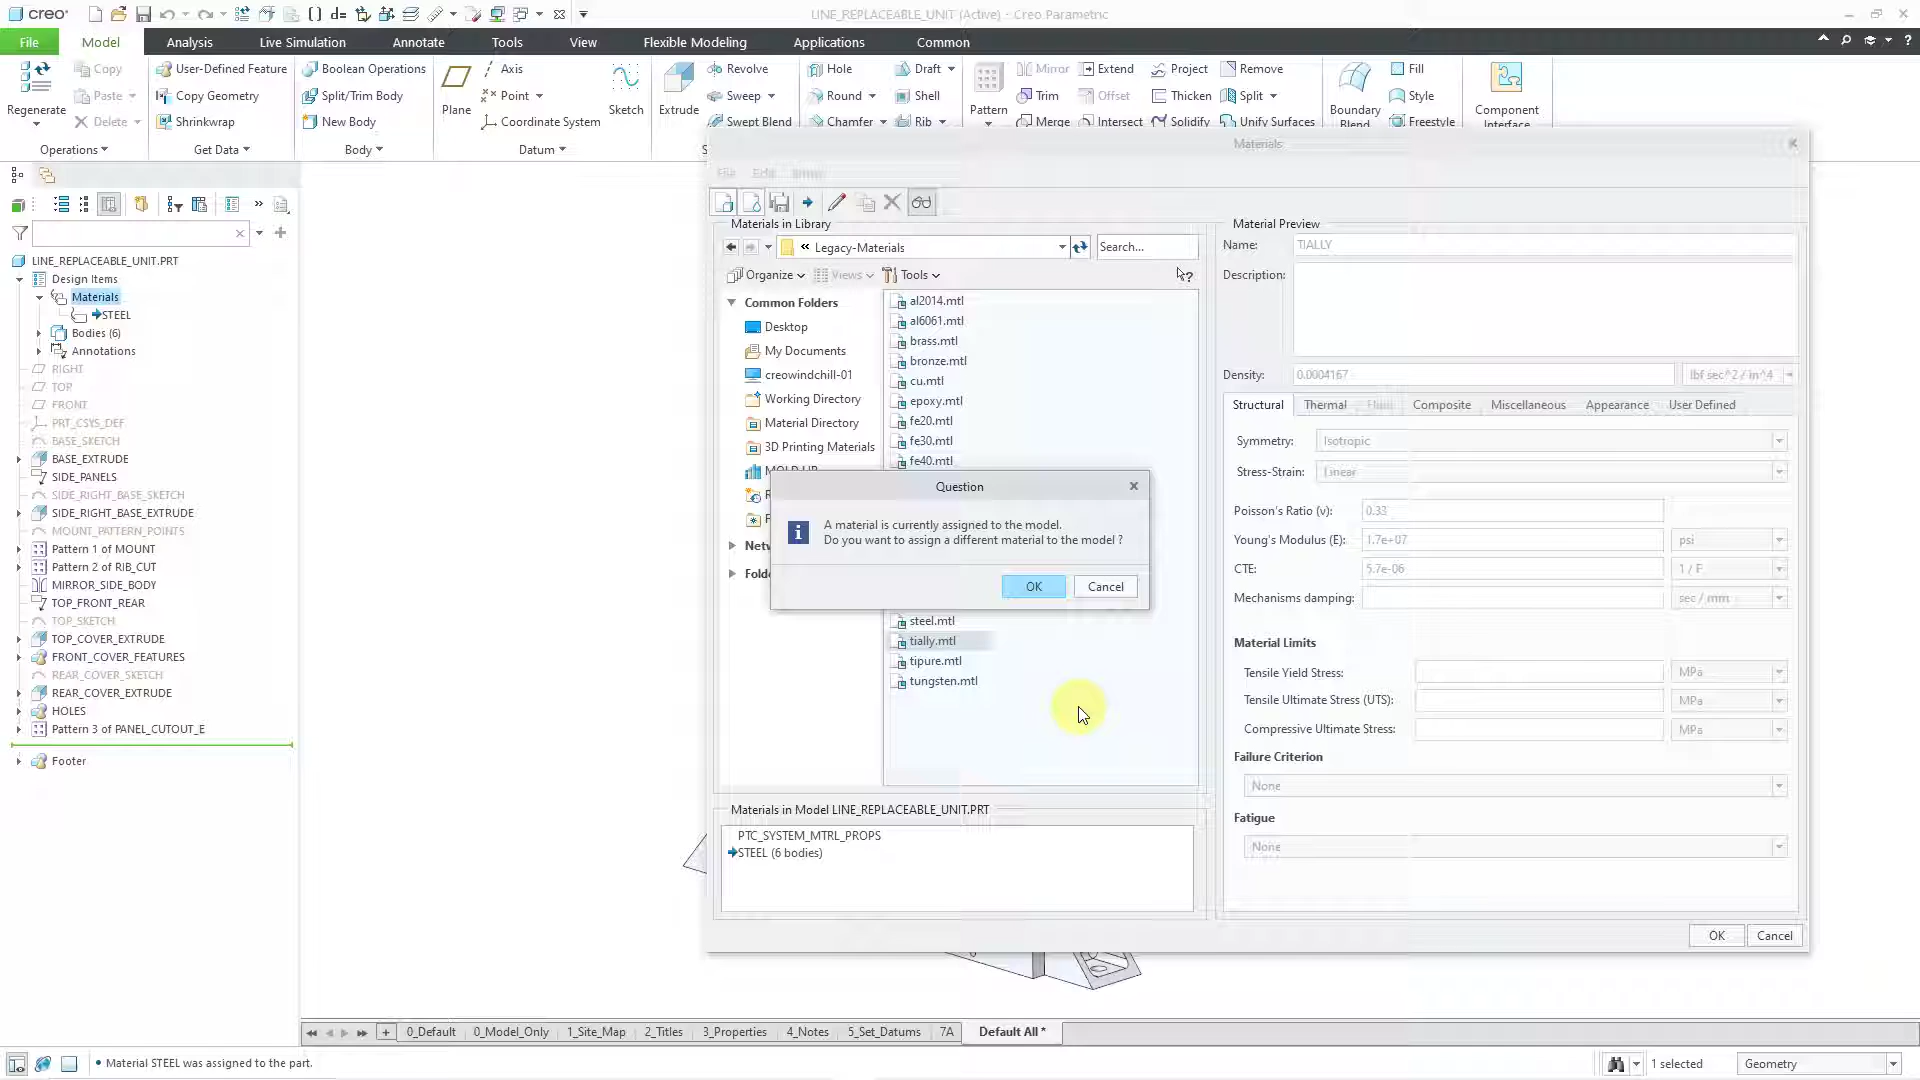 creo
d=
LINE_REPLACEABLE_UNIT (Active) - Creo Parametric
File
Model
Analysis
Live Simulation
Annotate
Tools
View
Flexible Modeling
Applications
Common
Regenerate
Copy
Paste
Delete
Operations
User-Defined Feature
Copy Geometry
Shrinkwrap
Get Data
Boolean Operations
Split/Trim Body
New Body
Body
Plane
Axis
Point
Coordinate System
Sketch
Datum
Extrude
Revolve
Sweep
Swept Blend
Hole
Round
Chamfer
Draft
Shell
Rib
Pattern
Mirror
Trim
Merge
Extend
Offset
Intersect
Project
Thicken
Solidify
Remove
Split
Unify Surfaces
Boundary
Blend
Fill
Style
Freestyle
Component
Interface
LINE_REPLACEABLE_UNIT.PRT
Design Items
Materials
STEEL
Bodies (6)
Annotations
RIGHT
TOP
FRONT
PRT_CSYS_DEF
BASE_SKETCH
BASE_EXTRUDE
SIDE_PANELS
SIDE_RIGHT_BASE_SKETCH
SIDE_RIGHT_BASE_EXTRUDE
MOUNT_PATTERN_POINTS
Pattern 1 of MOUNT
Pattern 2 of RIB_CUT
MIRROR_SIDE_BODY
TOP_FRONT_REAR
TOP_SKETCH
TOP_COVER_EXTRUDE
FRONT_COVER_FEATURES
REAR_COVER_SKETCH
REAR_COVER_EXTRUDE
HOLES
Pattern 3 of PANEL_CUTOUT_E
Footer
Materials
File
Edit
Show
Materials in Library
Legacy-Materials
Search...
Organize
Views
Tools
Common Folders
Desktop
My Documents
creowindchill-01
Working Directory
Material Directory
3D Printing Materials
al2014.mtl
al6061.mtl
brass.mtl
bronze.mtl
cu.mtl
epoxy.mtl
fe20.mtl
fe30.mtl
fe40.mtl
steel.mtl
tially.mtl
tipure.mtl
tungsten.mtl
Question
A material is currently assigned to the model.
Do you want to assign a different material to the model ?
OK
Cancel
Materials in Model LINE_REPLACEABLE_UNIT.PRT
PTC_SYSTEM_MTRL_PROPS
STEEL (6 bodies)
Material Preview
Name:
TIALLY
Description:
Density:
0.0004167
lbf sec^2 / in^4
Structural
Thermal
Fluid
Composite
Miscellaneous
Appearance
User Defined
Symmetry:
Isotropic
Stress-Strain:
Linear
Poisson's Ratio (ν):
0.33
Young's Modulus (E):
1.7e+07
psi
CTE:
5.7e-06
1 / F
Mechanisms damping:
sec / mm
Material Limits
Tensile Yield Stress:
MPa
Tensile Ultimate Stress (UTS):
MPa
Compressive Ultimate Stress:
MPa
Failure Criterion
None
Fatigue
None
OK
Cancel
0_Default
0_Model_Only
1_Site_Map
2_Titles
3_Properties
4_Notes
5_Set_Datums
7A
Default All *
• Material STEEL was assigned to the part.
1 selected
Geometry